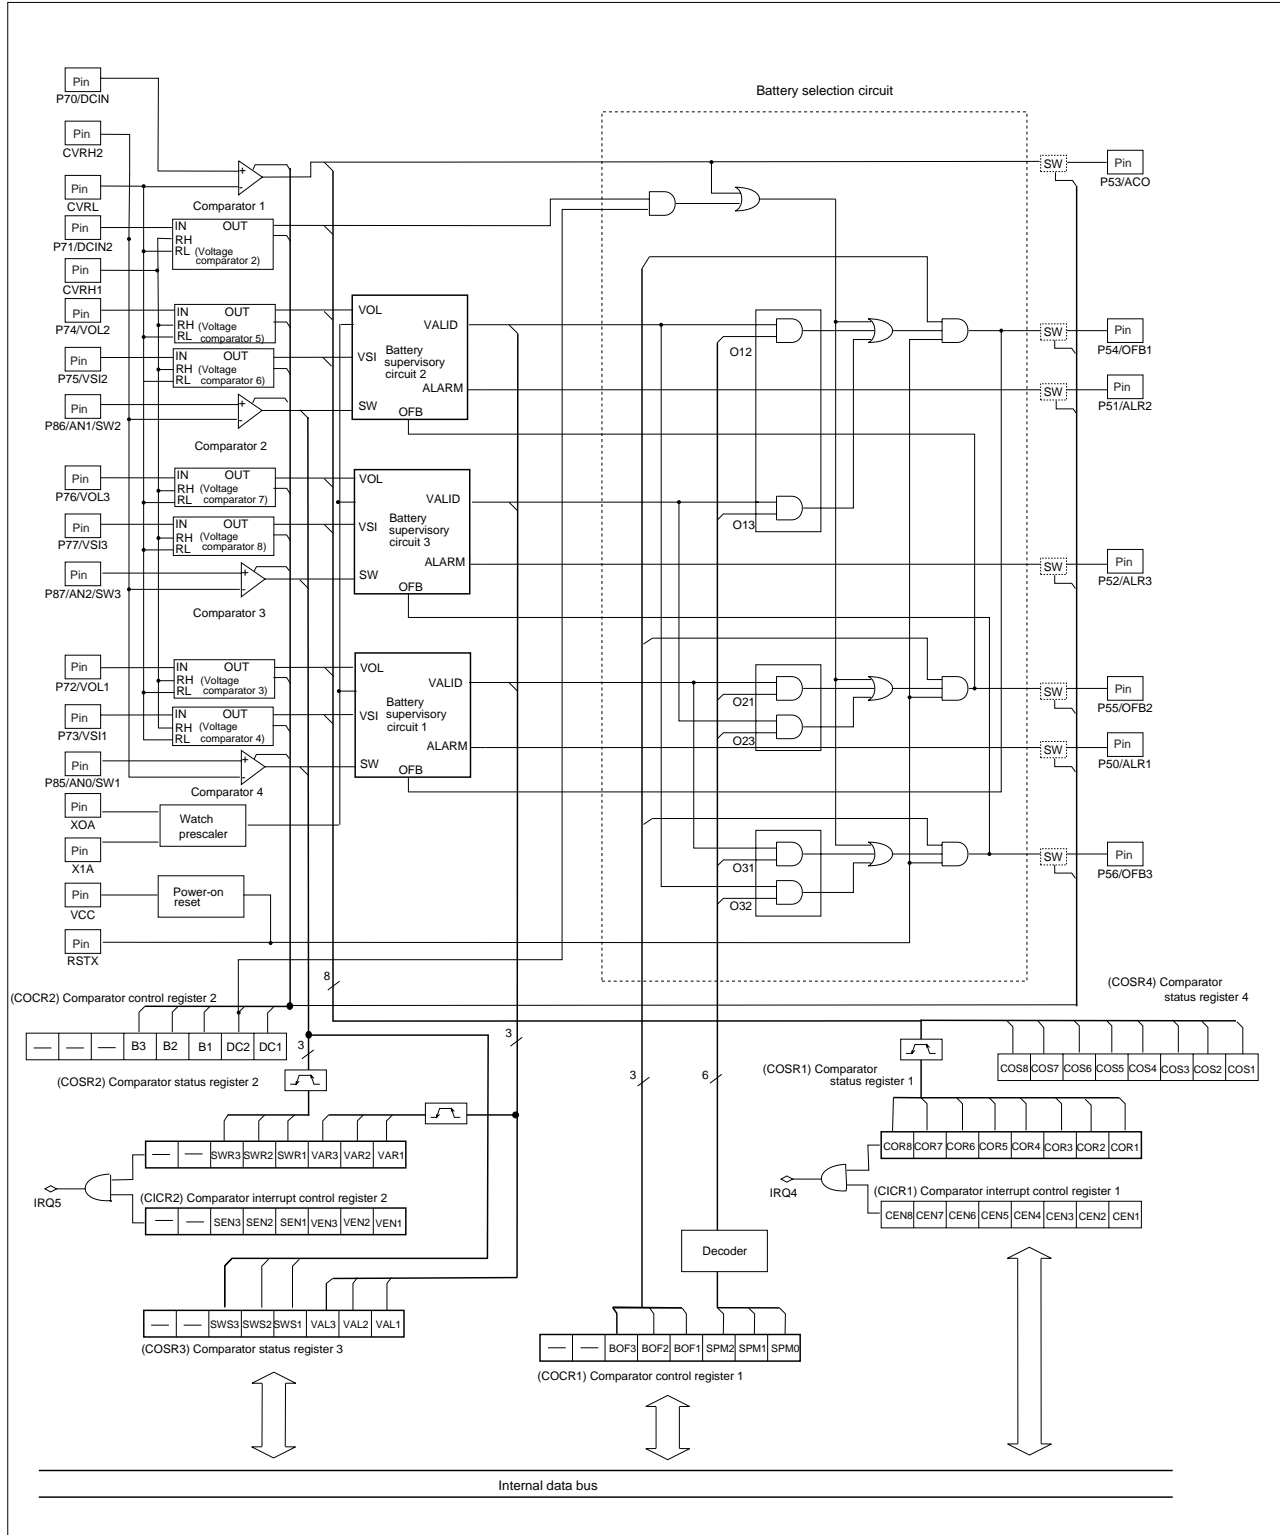 Battery selection circuit
Pin
P70/DCIN
Pin
CVRH2
Pin
CVRL
Pin
P71/DCIN2
Pin
CVRH1
Pin
P74/VOL2
Pin
P75/VSI2
Pin
P86/AN1/SW2
Pin
P76/VOL3
Pin
P77/VSI3
Pin
P87/AN2/SW3
Pin
P72/VOL1
Pin
P73/VSI1
Pin
P85/AN0/SW1
Pin
XOA
Pin
X1A
Pin
VCC
Pin
RSTX
+
-
Comparator 1
IN OUT
RH
RL (Voltage
comparator 2)
IN OUT
RH (Voltage
RL comparator 5)
IN OUT
RH (Voltage
RL comparator 6)
+
-
Comparator 2
IN OUT
RH (Voltage
RL comparator 7)
IN OUT
RH (Voltage
RL comparator 8)
+
-
Comparator 3
IN OUT
RH (Voltage
RL comparator 3)
IN OUT
RH (Voltage
RL comparator 4)
+
-
Comparator 4
Watch
prescaler
Power-on
reset
VOL
VALID
VSI Battery
supervisory
circuit 2
ALARM
SW
OFB
VOL
VALID
VSI Battery
supervisory
circuit 3
ALARM
SW
OFB
VOL
VALID
VSI Battery
supervisory
circuit 1
ALARM
SW
OFB
O12
O13
O21
O23
O31
O32
SW Pin
P53/ACO
SW Pin
P54/OFB1
SW Pin
P51/ALR2
SW Pin
P52/ALR3
SW Pin
P55/OFB2
SW Pin
P50/ALR1
SW Pin
P56/OFB3
8
(COCR2) Comparator control register 2
— — — B3 B2 B1 DC2 DC1
3
3
3
6
(COSR4) Comparator
status register 4
COS8 COS7 COS6 COS5 COS4 COS3 COS2 COS1
(COSR2) Comparator status register 2
(COSR1) Comparator
status register 1
— — SWR3 SWR2 SWR1 VAR3 VAR2 VAR1
IRQ5
(CICR2) Comparator interrupt control register 2
— — SEN3 SEN2 SEN1 VEN3 VEN2 VEN1
COR8 COR7 COR6 COR5 COR4 COR3 COR2 COR1
IRQ4
(CICR1) Comparator interrupt control register 1
CEN8 CEN7 CEN6 CEN5 CEN4 CEN3 CEN2 CEN1
Decoder
— — SWS3 SWS2 SWS1 VAL3 VAL2 VAL1
(COSR3) Comparator status register 3
— — BOF3 BOF2 BOF1 SPM2 SPM1 SPM0
(COCR1) Comparator control register 1
Internal data bus